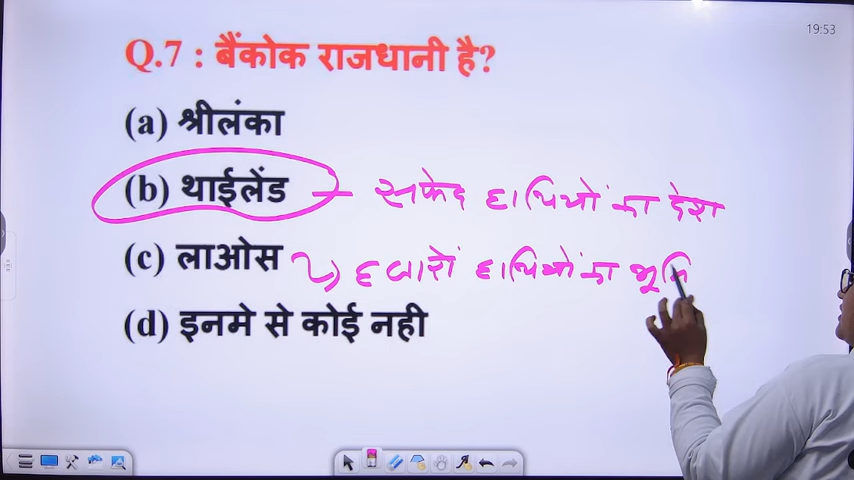 19:53
Q.7 : बैंकोक राजधानी है?
(a) श्रीलंका
(b) थाईलेंड — सफेद हाथियों का देश
(c) लाओस → हजारों हाथियों का भूमि
(d) इनमे से कोई नही